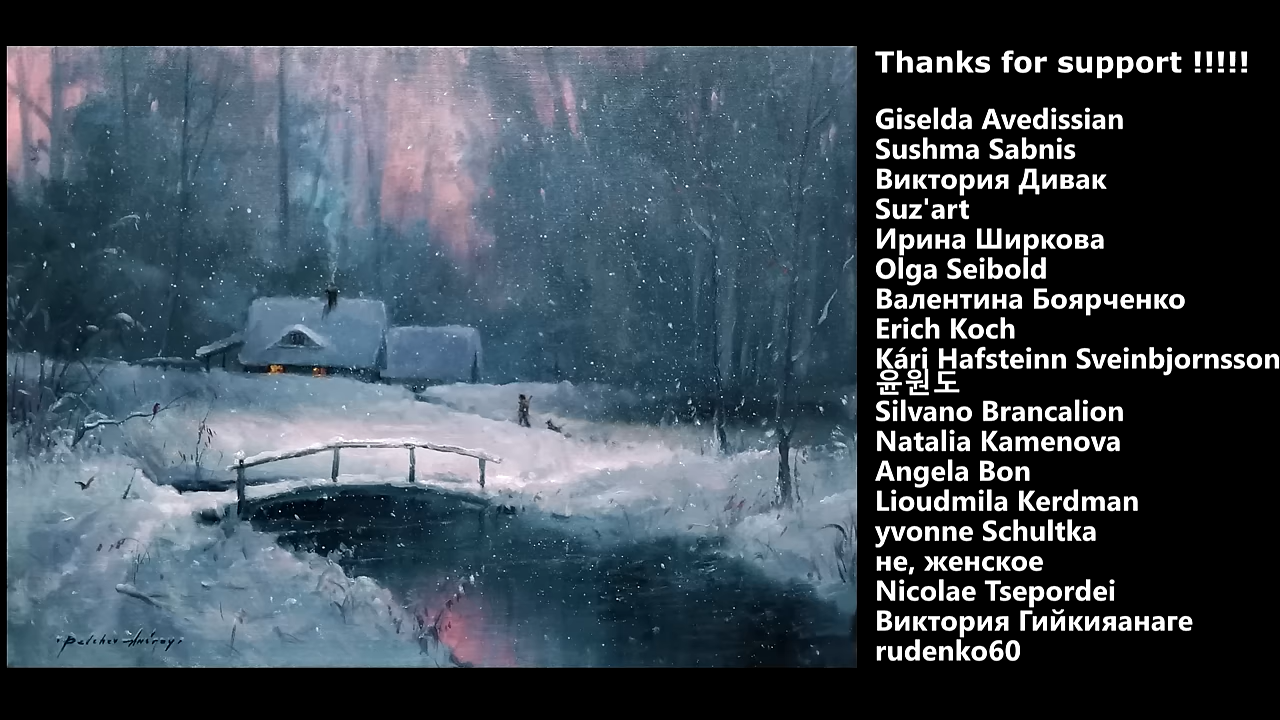 Thanks for support !!!!!
Giselda Avedissian
Sushma Sabnis
Виктория Дивак
Suz'art
Ирина Ширкова
Olga Seibold
Валентина Боярченко
Erich Koch
Kári Hafsteinn Sveinbjornsson
윤원도
Silvano Brancalion
Natalia Kamenova
Angela Bon
Lioudmila Kerdman
yvonne Schultka
не, женское
Nicolae Tsepordei
Виктория Гийкияанаге
rudenko60